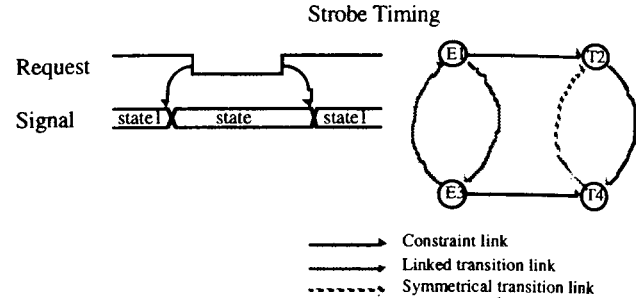 Strobe Timing
Request
Signal
state1 state state1
E1 T2
E3 T4
Constraint link
Linked transition link
Symmetrical transition link